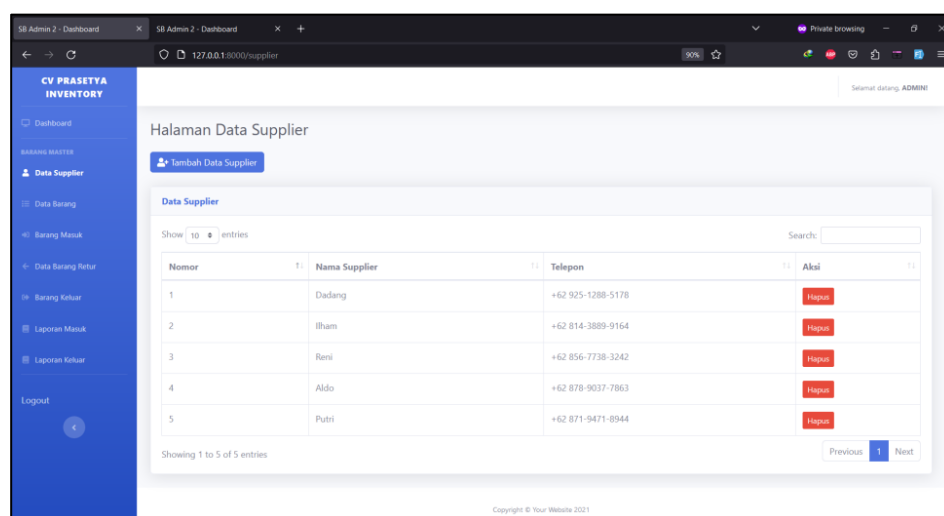 SB Admin 2 - Dashboard
SB Admin 2 - Dashboard
Private browsing
127.0.0.1:8000/supplier
90%
CV PRASETYA
INVENTORY
Selamat datang, ADMIN!
Dashboard
BARANG MASTER
Data Supplier
Data Barang
Barang Masuk
Data Barang Retur
Barang Keluar
Laporan Masuk
Laporan Keluar
Logout
Halaman Data Supplier
Tambah Data Supplier
Data Supplier
Show 10 entries
Search:
Nomor Nama Supplier Telepon Aksi
1 Dadang +62 925-1288-5178 Hapus
2 Ilham +62 814-3889-9164 Hapus
3 Reni +62 856-7738-3242 Hapus
4 Aldo +62 878-9037-7863 Hapus
5 Putri +62 871-9471-8944 Hapus
Showing 1 to 5 of 5 entries
Previous 1 Next
Copyright © Your Website 2021